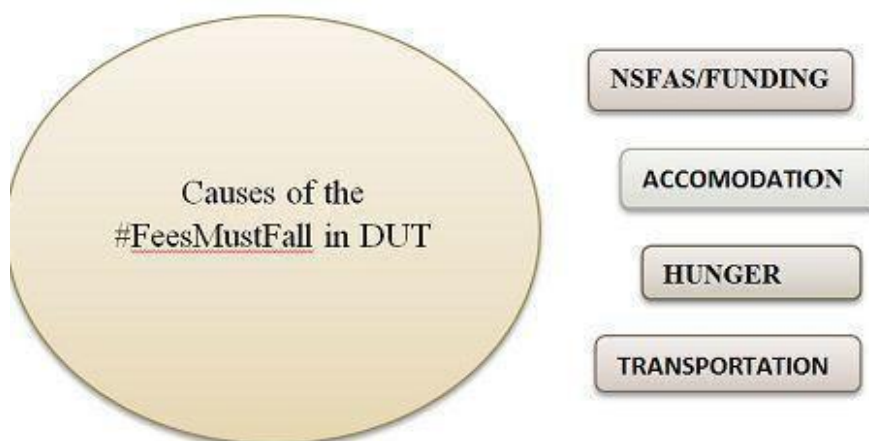 Causes of the
#FeesMustFall in DUT
NSFAS/FUNDING
ACCOMODATION
HUNGER
TRANSPORTATION